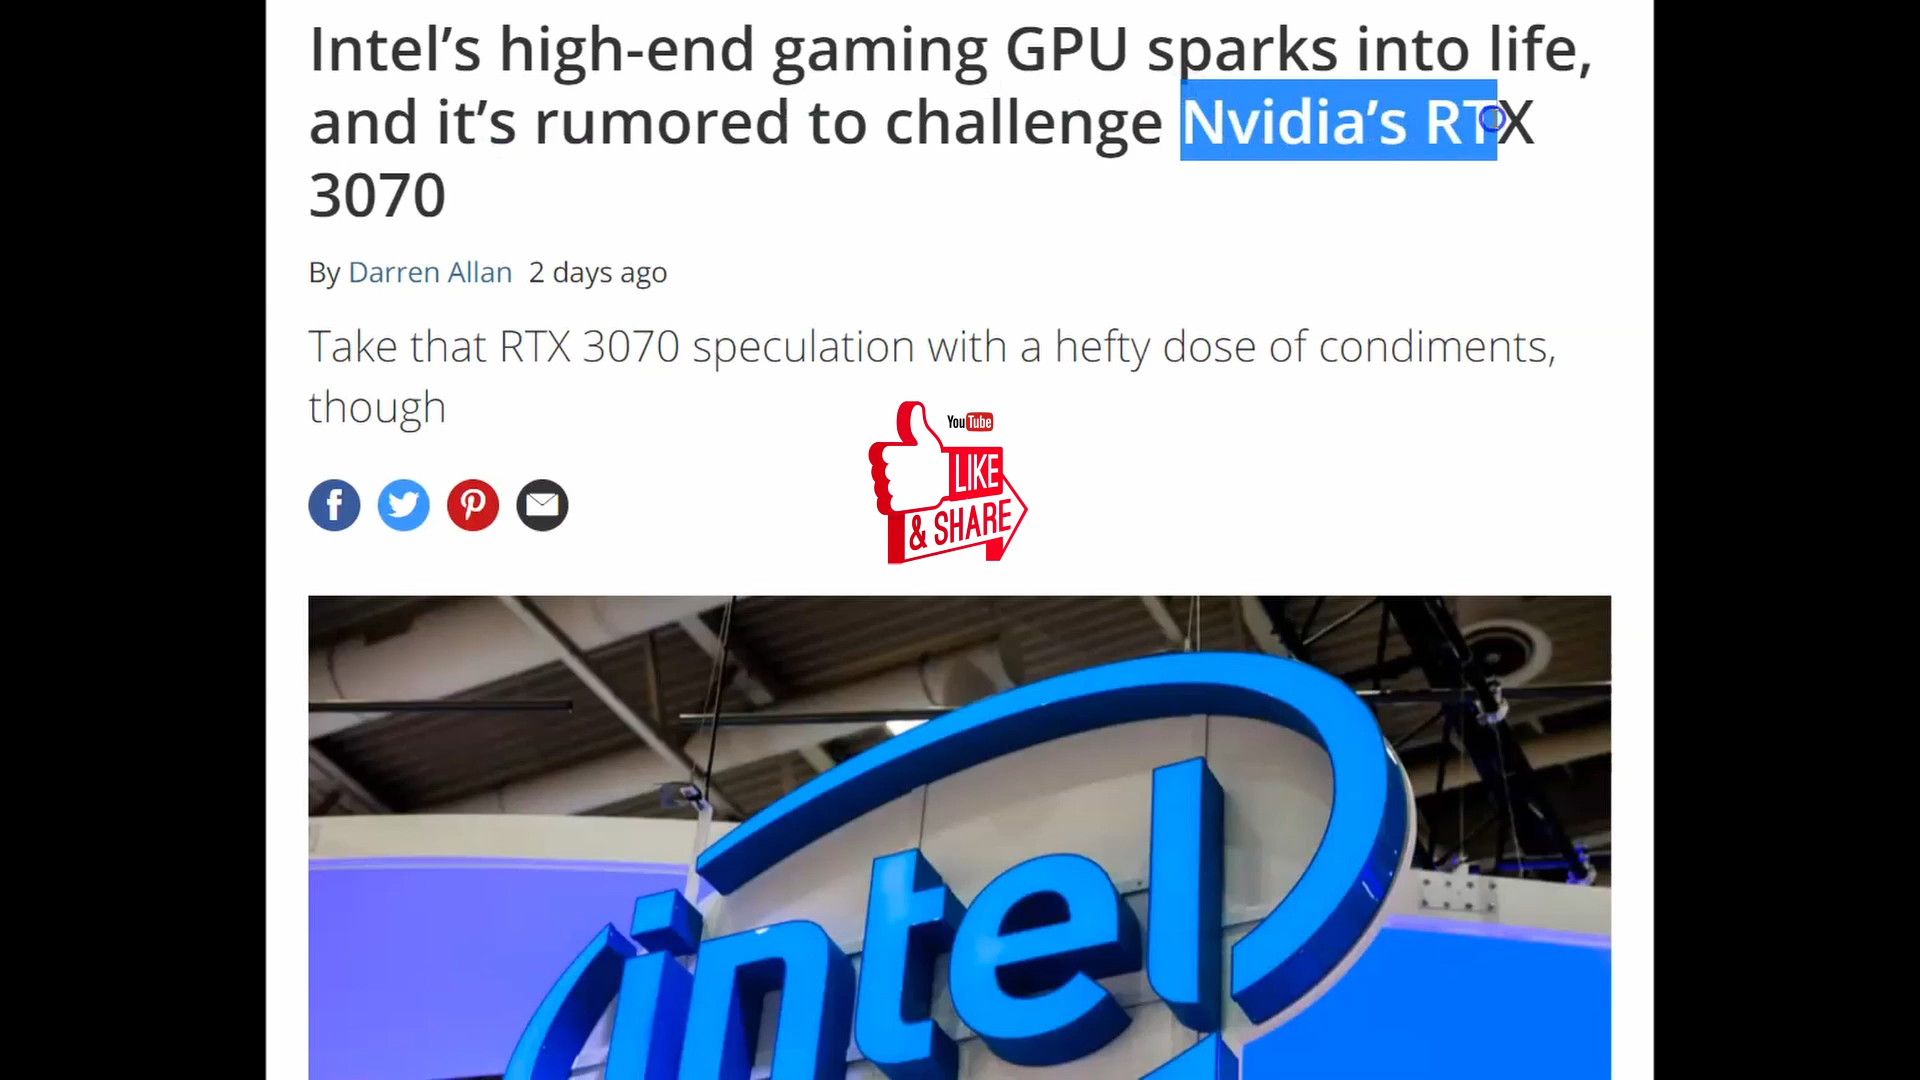 Intel’s high-end gaming GPU sparks into life,
and it’s rumored to challenge Nvidia’s RTX
3070
By Darren Allan 2 days ago
Take that RTX 3070 speculation with a hefty dose of condiments,
though
YouTube
LIKE
& SHARE
intel